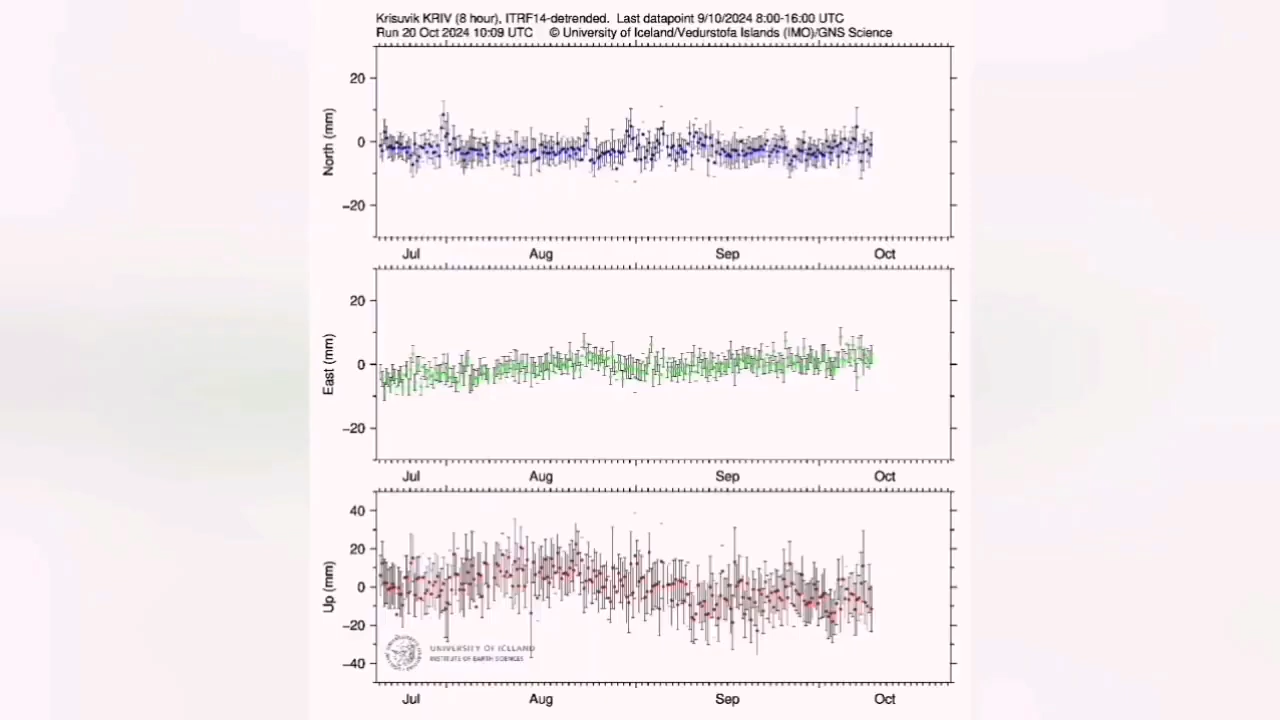 Krisuvik KRIV (8 hour), ITRF14-detrended. Last datapoint 9/10/2024 8:00-16:00 UTC
Run 20 Oct 2024 10:09 UTC © University of Iceland/Vedurstofa Islands (IMO)/GNS Science
20
0
−20
North (mm)
Jul Aug Sep Oct
20
0
−20
East (mm)
Jul Aug Sep Oct
40
20
0
−20
−40
Up (mm)
UNIVERSITY OF ICELAND
INSTITUTE OF EARTH SCIENCES
Jul Aug Sep Oct